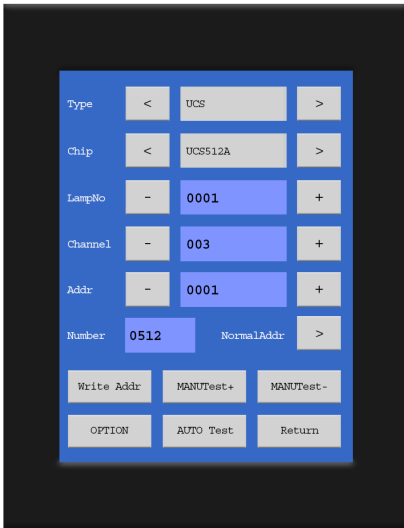 Type < UCS >
Chip < UCS512A >
LampNo - 0001 +
Channel - 003 +
Addr - 0001 +
Number 0512 NormalAddr >
Write Addr MANUTest+ MANUTest-
OPTION AUTO Test Return